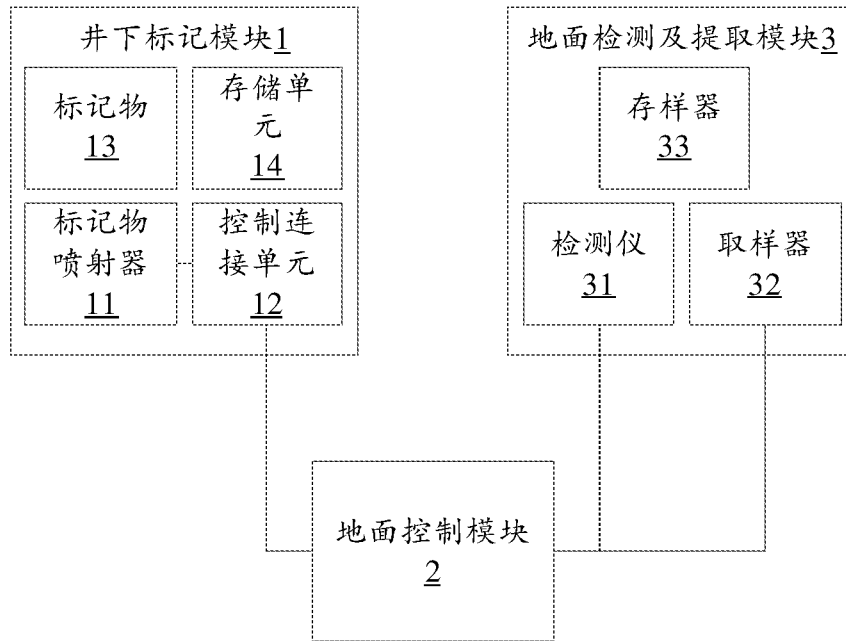 井下标记模块1
标记物
13
存储单
元
14
标记物
喷射器
11
控制连
接单元
12
地面检测及提取模块3
存样器
33
检测仪
31
取样器
32
地面控制模块
2